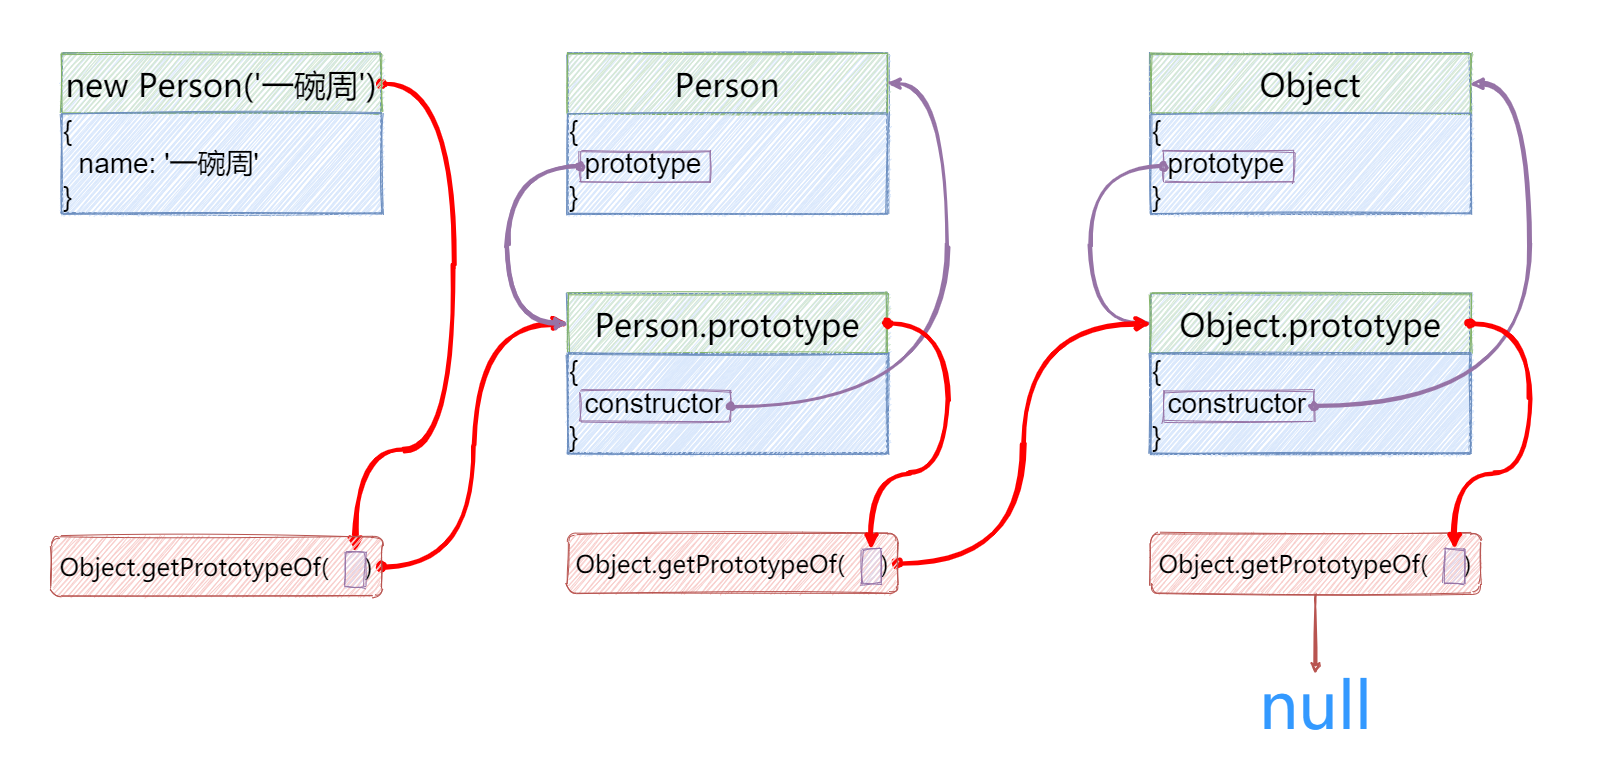 new Person('一碗周')
{
name: '一碗周'
}
Person
{
prototype
}
Object
{
prototype
}
Person.prototype
{
constructor
}
Object.prototype
{
constructor
}
Object.getPrototypeOf( )
Object.getPrototypeOf( )
Object.getPrototypeOf( )
null